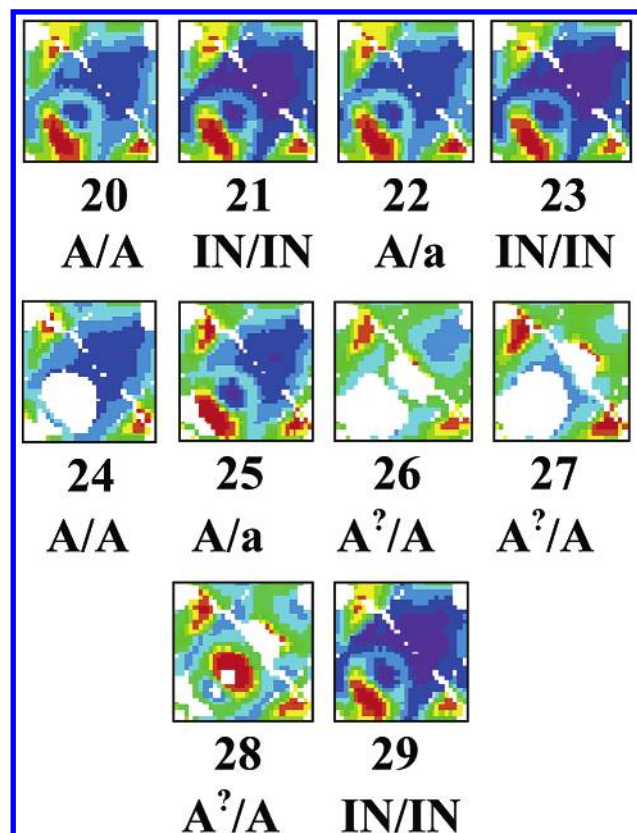 20 21 22 23
A/A IN/IN A/a IN/IN
24 25 26 27
A/A A/a A?/A A?/A
28 29
A?/A IN/IN